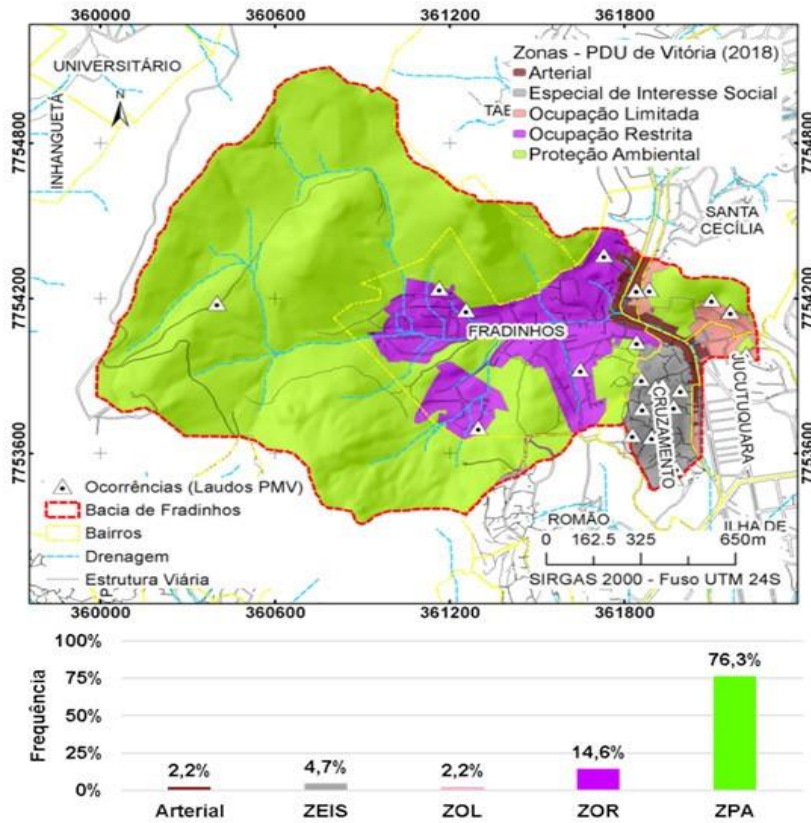 360000 360600 361200 361800
UNIVERSITÁRIO
N
INHANGUETÁ
7754800
7754200
7753600
Zonas - PDU de Vitória (2018)
Arterial
Especial de Interesse Social
Ocupação Limitada
Ocupação Restrita
Proteção Ambiental
7754800
7754200
7753600
SANTA
CECÍLIA
FRADINHOS
JUCUTUQUARA
CRUZAMENTO
Ocorrências (Laudos PMV)
Bacia de Fradinhos
Bairros
Drenagem
Estrutura Viária
ROMÃO
ILHA DE
0 162.5 325 650m
SIRGAS 2000 - Fuso UTM 24S
360000 360600 361200 361800
Frequência
100%
75%
50%
25%
0%
2,2% 4,7% 2,2% 14,6% 76,3%
Arterial ZEIS ZOL ZOR ZPA